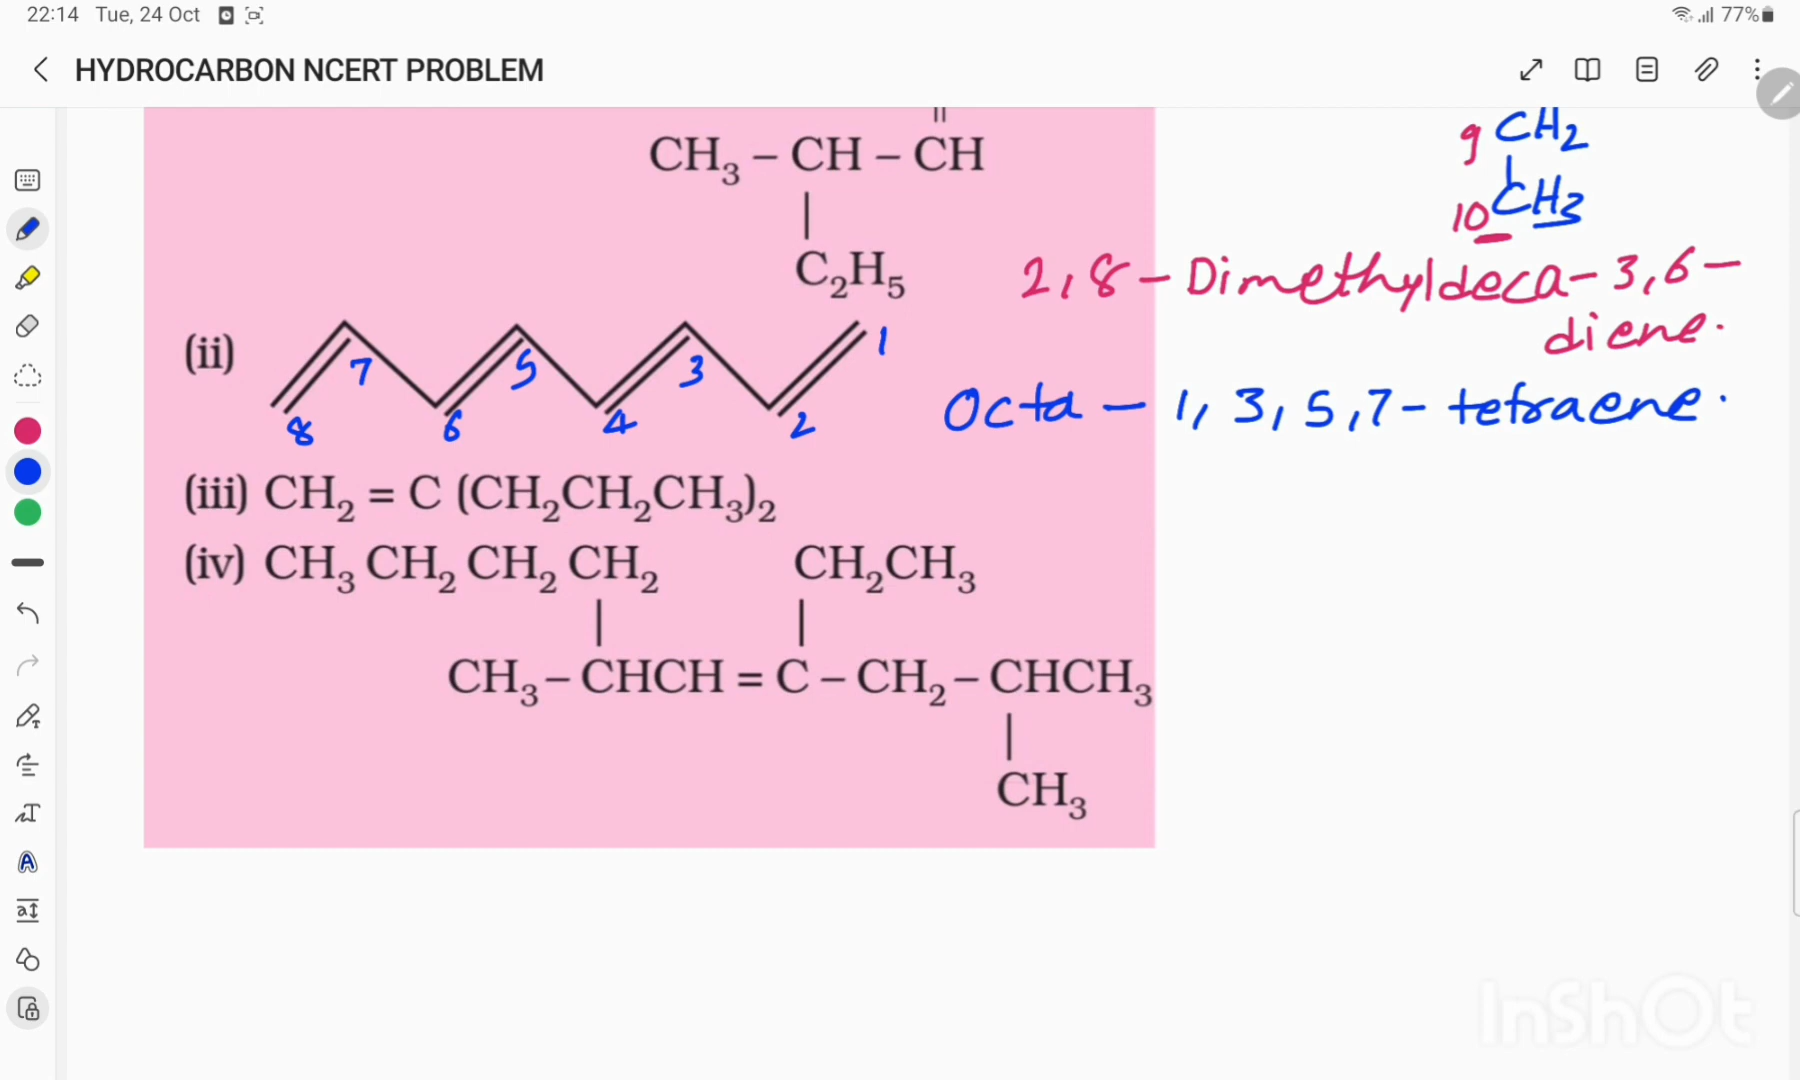 22:14 Tue, 24 Oct 77%
HYDROCARBON NCERT PROBLEM
9 CH2
CH₃ – CH – CH
10 CH3
C₂H₅
2,8-Dimethyldeca-3,6-
diene.
(ii) 8 7 6 5 4 3 2 1
Octa-1,3,5,7-tetraene.
(iii) CH₂ = C (CH₂CH₂CH₃)₂
(iv) CH₃ CH₂ CH₂ CH₂ CH₂CH₃
CH₃ – CHCH = C – CH₂ – CHCH₃
CH₃
InShOt